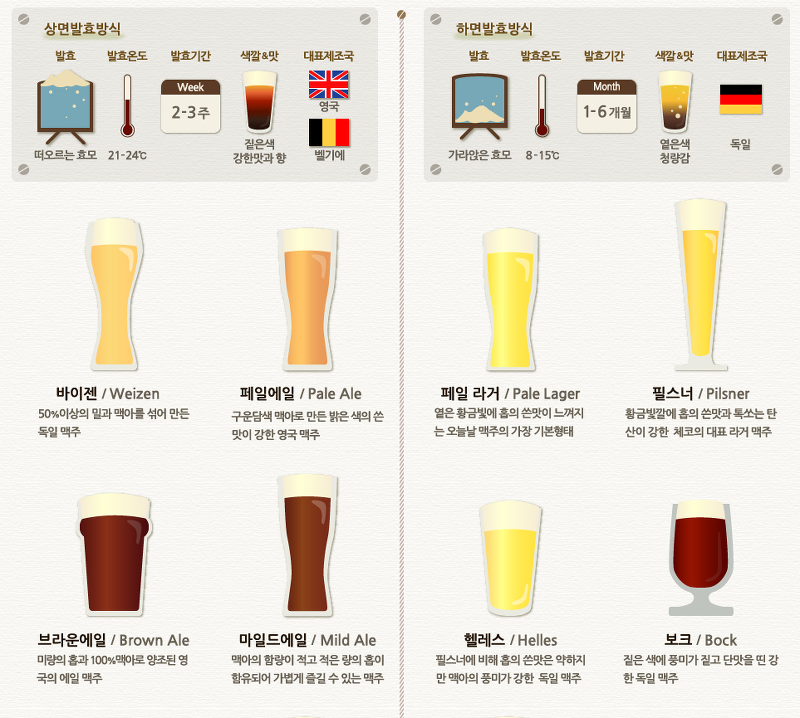 상면발효방식
발효 발효온도 발효기간 색깔&맛 대표제조국
Week
2-3주
영국
떠오르는 효모 21-24℃ 짙은색 벨기에
강한맛과 향
하면발효방식
발효 발효온도 발효기간 색깔&맛 대표제조국
Month
1-6개월
가라앉은 효모 8-15℃ 옅은색 독일
청량감
바이젠 / Weizen
50%이상의 밀과 맥아를 섞어 만든
독일 맥주
페일에일 / Pale Ale
구운담색 맥아로 만든 밝은 색의 쓴
맛이 강한 영국 맥주
페일 라거 / Pale Lager
옅은 황금빛에 홉의 쓴맛이 느껴지
는 오늘날 맥주의 가장 기본형태
필스너 / Pilsner
황금빛깔에 홉의 쓴맛과 톡쏘는 탄
산이 강한 체코의 대표 라거 맥주
브라운에일 / Brown Ale
미량의 홉과 100%맥아로 양조된 영
국의 에일 맥주
마일드에일 / Mild Ale
맥아의 함량이 적고 적은 량의 홉이
함유되어 가볍게 즐길 수 있는 맥주
헬레스 / Helles
필스너에 비해 홉의 쓴맛은 약하지
만 맥아의 풍미가 강한 독일 맥주
보크 / Bock
짙은 색에 풍미가 짙고 단맛을 띤 강
한 독일 맥주